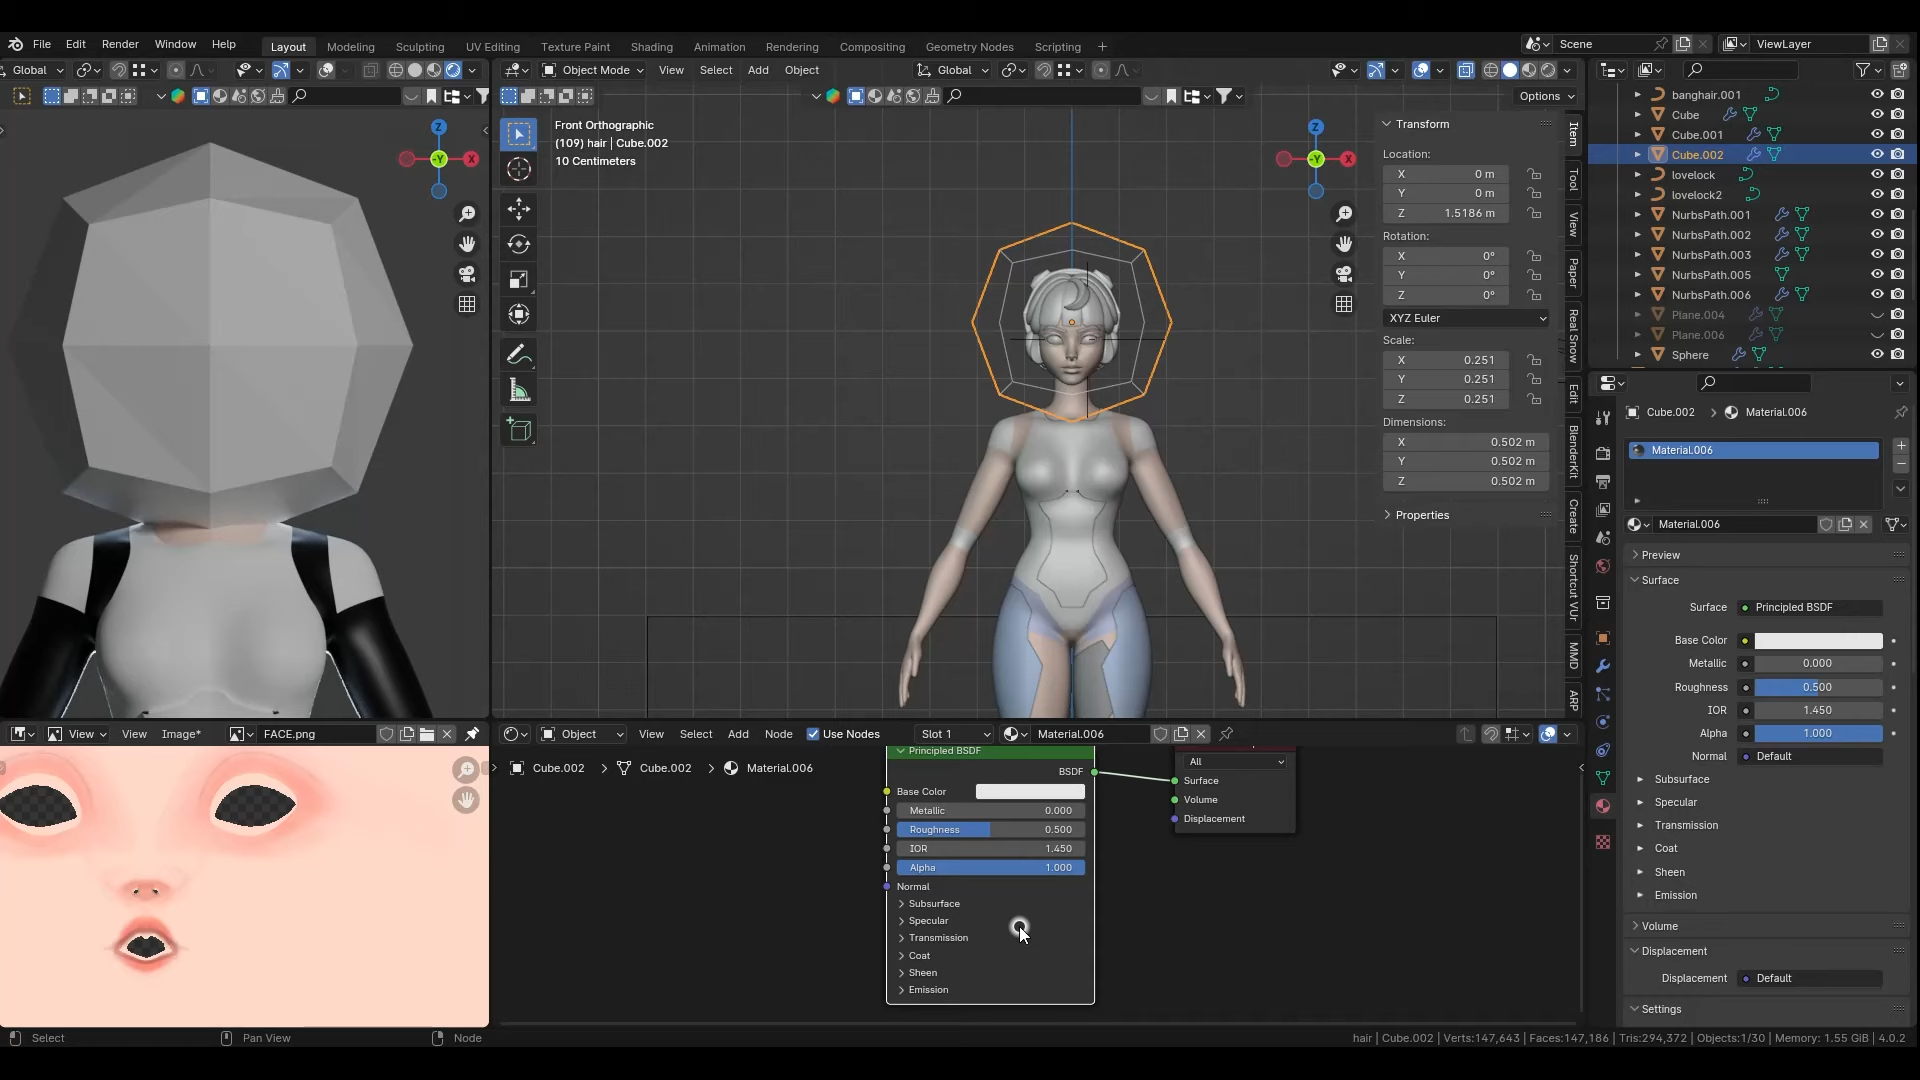 File Edit Render Window Help Layout Modeling Sculpting UV Editing Texture Paint Shading Animation Rendering Compositing Geometry Nodes Scripting + Scene ViewLayer
Global Object Mode View Select Add Object Global
Options
Front Orthographic
(109) hair | Cube.002
10 Centimeters
Z
-Y
X
Z
-Y
X
Transform
Location:
X 0 m
Y 0 m
Z 1.5186 m
Rotation:
X 0°
Y 0°
Z 0°
XYZ Euler
Scale:
X 0.251
Y 0.251
Z 0.251
Dimensions:
X 0.502 m
Y 0.502 m
Z 0.502 m
Properties
Item
Tool
View
Paper
Real Snow
Edit
BlenderKit
Create
Shortcut VUr
MMD
ARP
banghair.001
Cube
Cube.001
Cube.002
lovelock
lovelock2
NurbsPath.001
NurbsPath.002
NurbsPath.003
NurbsPath.005
NurbsPath.006
Plane.004
Plane.006
Sphere
Cube.002 Material.006
Material.006
Material.006
Preview
Surface
Surface Principled BSDF
Base Color
Metallic 0.000
Roughness 0.500
IOR 1.450
Alpha 1.000
Normal Default
Subsurface
Specular
Transmission
Coat
Sheen
Emission
Volume
Displacement
Displacement Default
Settings
View View Image* FACE.png
Object View Select Add Node Use Nodes Slot 1 Material.006
Cube.002 Cube.002 Material.006
Principled BSDF
BSDF
Base Color
Metallic 0.000
Roughness 0.500
IOR 1.450
Alpha 1.000
Normal
Subsurface
Specular
Transmission
Coat
Sheen
Emission
All
Surface
Volume
Displacement
Select Pan View Node hair | Cube.002 | Verts:147,643 | Faces:147,186 | Tris:294,372 | Objects:1/30 | Memory: 1.55 GiB | 4.0.2